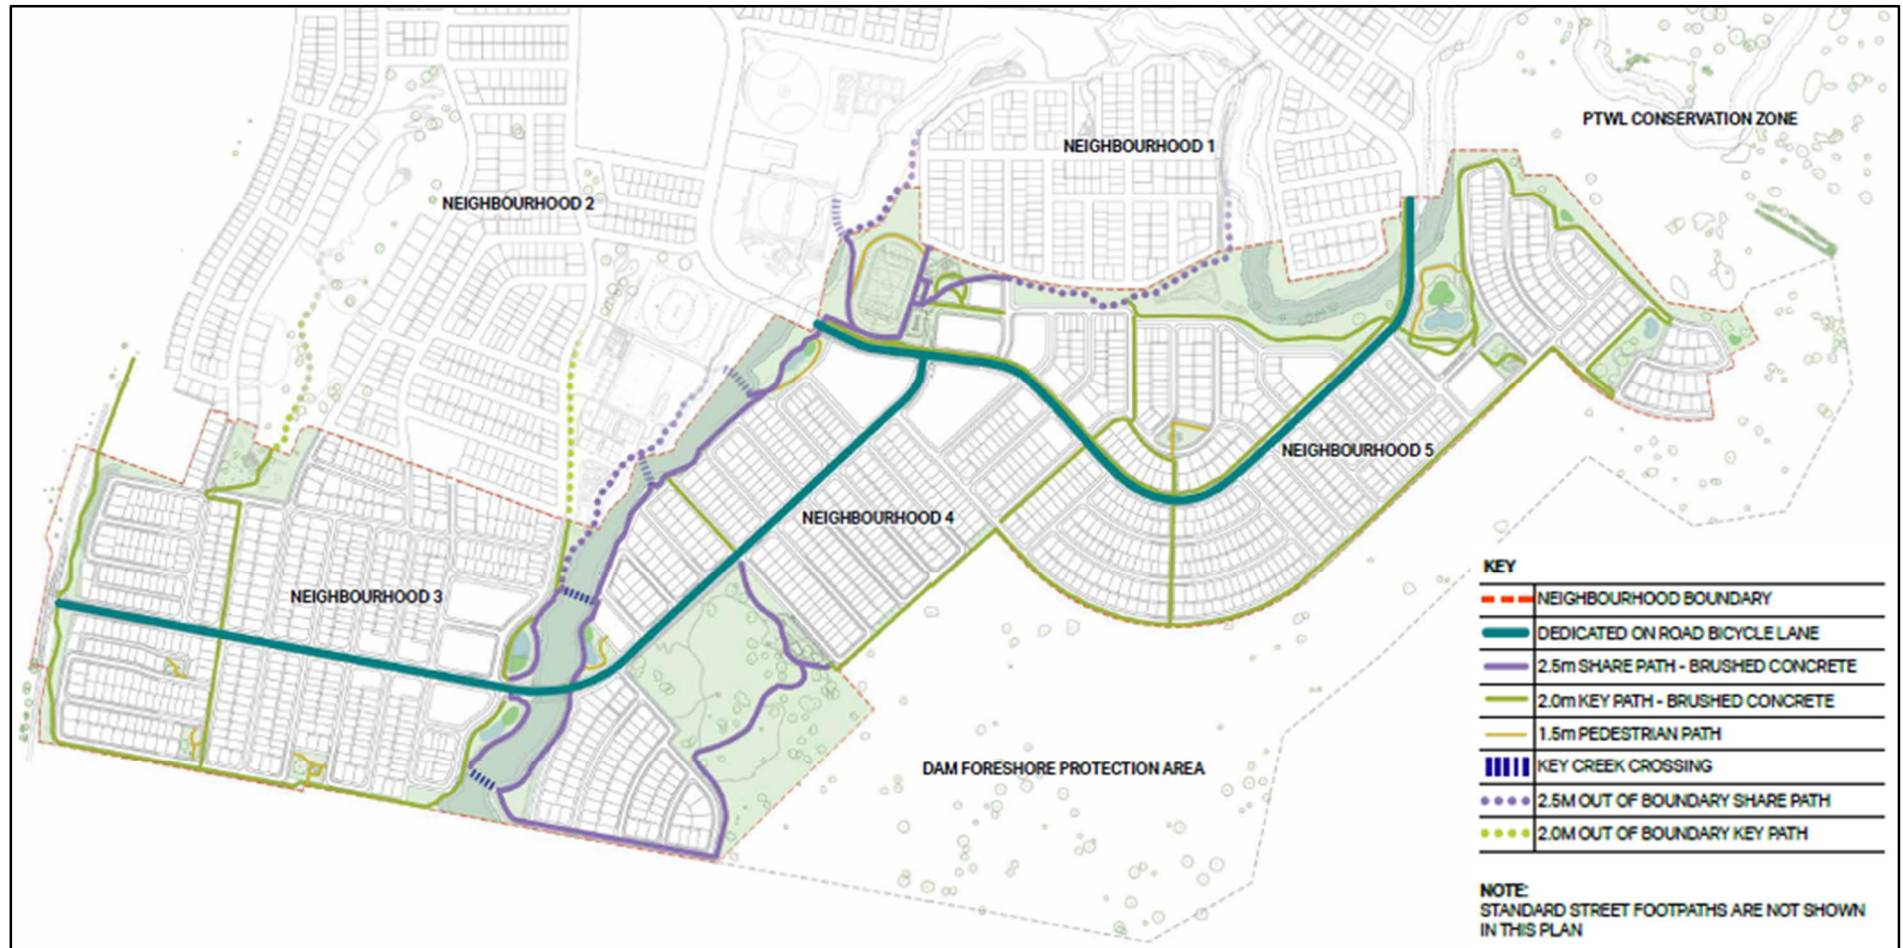 PTWL CONSERVATION ZONE
NEIGHBOURHOOD 1
NEIGHBOURHOOD 2
NEIGHBOURHOOD 5
NEIGHBOURHOOD 4
NEIGHBOURHOOD 3
DAM FORESHORE PROTECTION AREA
KEY
NEIGHBOURHOOD BOUNDARY
DEDICATED ON ROAD BICYCLE LANE
2.5m SHARE PATH - BRUSHED CONCRETE
2.0m KEY PATH - BRUSHED CONCRETE
1.5m PEDESTRIAN PATH
KEY CREEK CROSSING
2.5M OUT OF BOUNDARY SHARE PATH
2.0M OUT OF BOUNDARY KEY PATH
NOTE:
STANDARD STREET FOOTPATHS ARE NOT SHOWN
IN THIS PLAN